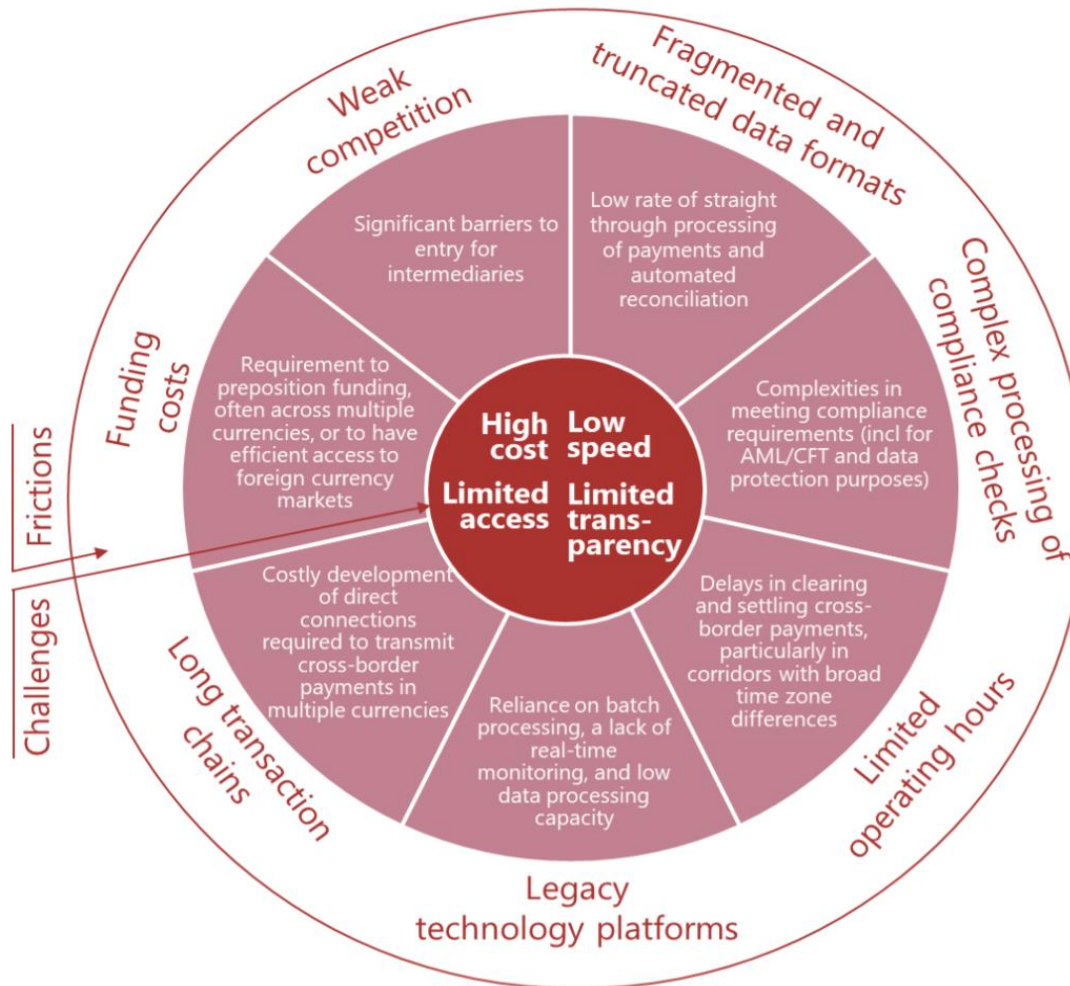 Weak
competition
Fragmented and
truncated data formats
Complex processing of
compliance checks
Limited
operating hours
Legacy
technology platforms
Long transaction
chains
Funding
costs
Frictions
Challenges
Significant barriers to
entry for
intermediaries
Low rate of straight
through processing
of payments and
automated
reconciliation
Complexities in
meeting compliance
requirements (incl for
AML/CFT and data
protection purposes)
Delays in clearing
and settling cross-
border payments,
particularly in
corridors with broad
time zone
differences
Reliance on batch
processing, a lack of
real-time
monitoring, and low
data processing
capacity
Costly development
of direct
connections
required to transmit
cross-border
payments in
multiple currencies
Requirement to
preposition funding,
often across multiple
currencies, or to have
efficient access to
foreign currency
markets
High
cost
Low
speed
Limited
access
Limited
trans-
parency